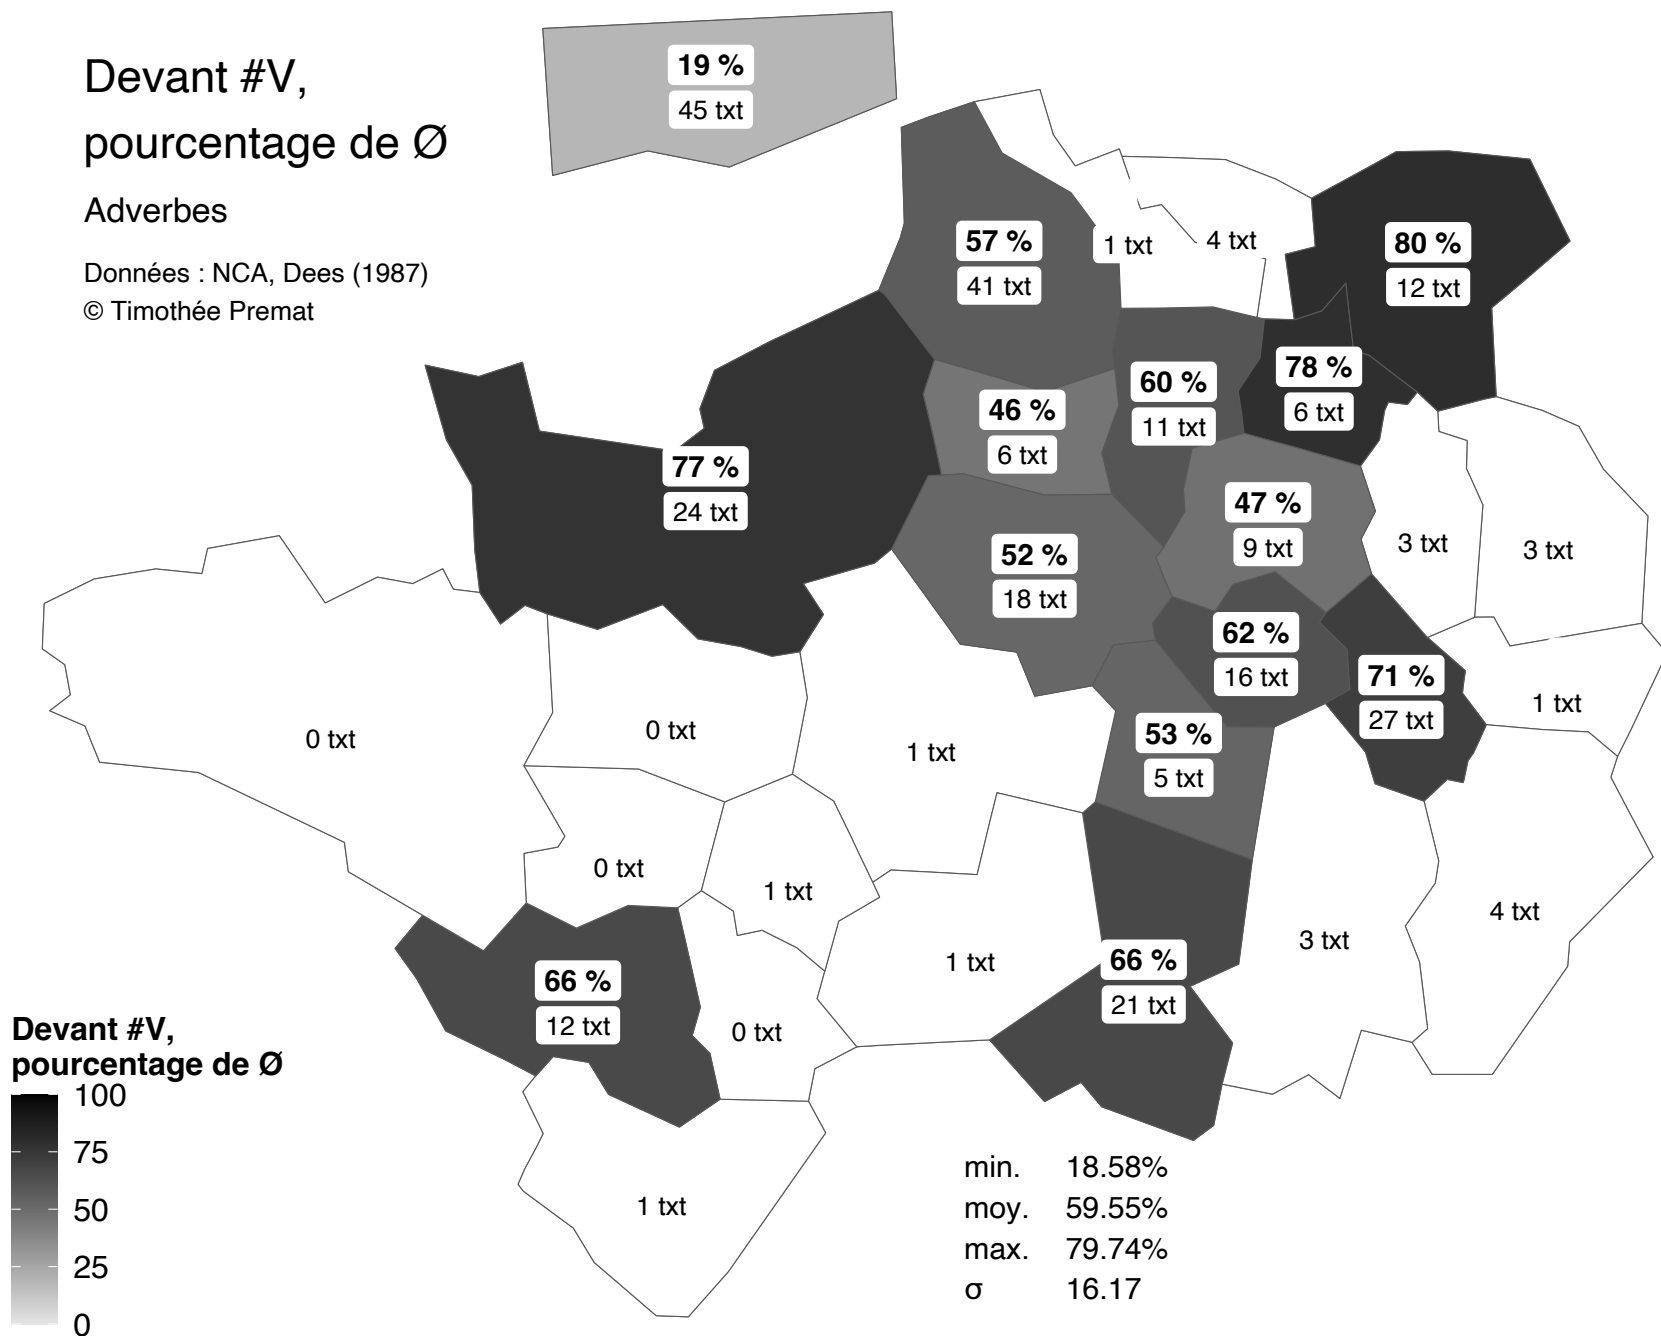 Devant #V,
pourcentage de Ø
Adverbes
Données : NCA, Dees (1987)
© Timothée Premat
19 %
45 txt
57 %
41 txt
1 txt
4 txt
80 %
12 txt
46 %
6 txt
60 %
11 txt
78 %
6 txt
77 %
24 txt
52 %
18 txt
47 %
9 txt
3 txt
3 txt
62 %
16 txt
71 %
27 txt
1 txt
0 txt
0 txt
1 txt
53 %
5 txt
0 txt
1 txt
66 %
12 txt
0 txt
1 txt
66 %
21 txt
3 txt
4 txt
1 txt
Devant #V,
pourcentage de Ø
100
75
50
25
0
min. 18.58%
moy. 59.55%
max. 79.74%
σ 16.17